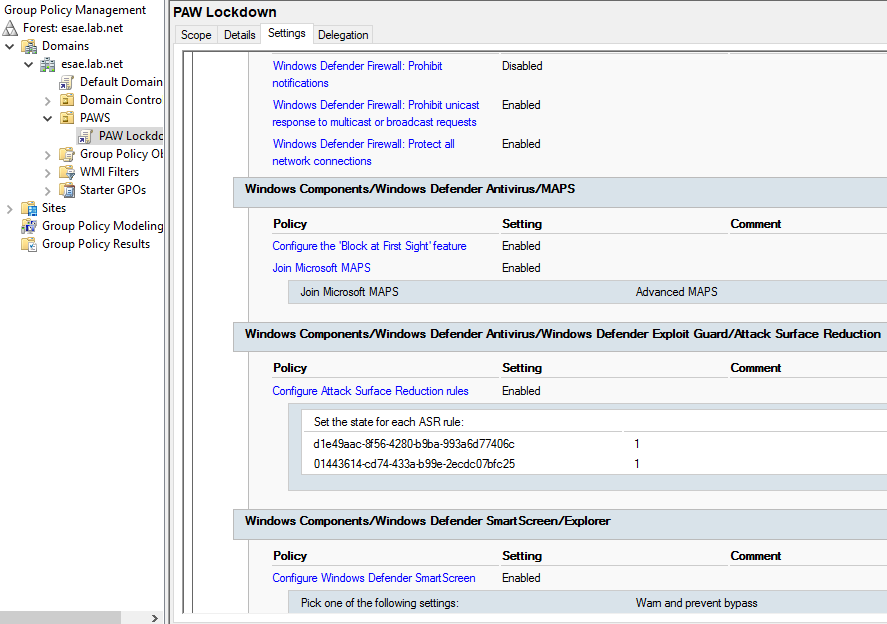 Group Policy Management
Forest: esae.lab.net
Domains
esae.lab.net
Default Domain
Domain Contro
PAWS
PAW Lockdo
Group Policy Ob
WMI Filters
Starter GPOs
Sites
Group Policy Modeling
Group Policy Results
PAW Lockdown
Scope Details Settings Delegation
Windows Defender Firewall: Prohibit Disabled
notifications
Windows Defender Firewall: Prohibit unicast Enabled
response to multicast or broadcast requests
Windows Defender Firewall: Protect all Enabled
network connections
Windows Components/Windows Defender Antivirus/MAPS
Policy Setting Comment
Configure the 'Block at First Sight' feature Enabled
Join Microsoft MAPS Enabled
Join Microsoft MAPS Advanced MAPS
Windows Components/Windows Defender Antivirus/Windows Defender Exploit Guard/Attack Surface Reduction
Policy Setting Comment
Configure Attack Surface Reduction rules Enabled
Set the state for each ASR rule:
d1e49aac-8f56-4280-b9ba-993a6d77406c 1
01443614-cd74-433a-b99e-2ecdc07bfc25 1
Windows Components/Windows Defender SmartScreen/Explorer
Policy Setting Comment
Configure Windows Defender SmartScreen Enabled
Pick one of the following settings: Warn and prevent bypass